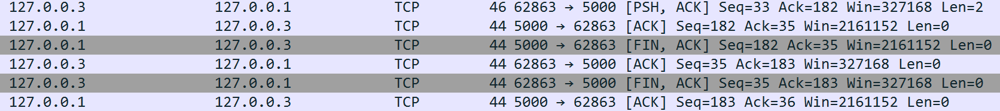 127.0.0.3 127.0.0.1 TCP 46 62863 → 5000 [PSH, ACK] Seq=33 Ack=182 Win=327168 Len=2
127.0.0.1 127.0.0.3 TCP 44 5000 → 62863 [ACK] Seq=182 Ack=35 Win=2161152 Len=0
127.0.0.1 127.0.0.3 TCP 44 5000 → 62863 [FIN, ACK] Seq=182 Ack=35 Win=2161152 Len=0
127.0.0.3 127.0.0.1 TCP 44 62863 → 5000 [ACK] Seq=35 Ack=183 Win=327168 Len=0
127.0.0.3 127.0.0.1 TCP 44 62863 → 5000 [FIN, ACK] Seq=35 Ack=183 Win=327168 Len=0
127.0.0.1 127.0.0.3 TCP 44 5000 → 62863 [ACK] Seq=183 Ack=36 Win=2161152 Len=0